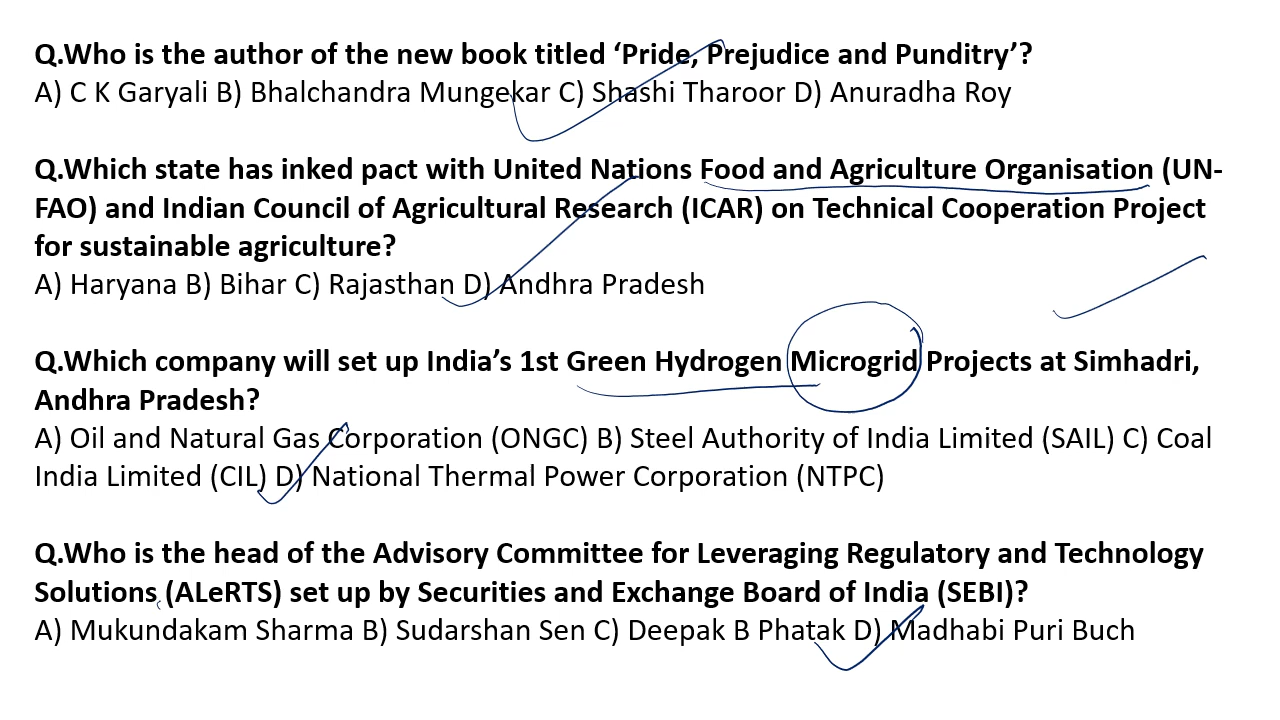 Q.Who is the author of the new book titled ‘Pride, Prejudice and Punditry’?
A) C K Garyali B) Bhalchandra Mungekar C) Shashi Tharoor D) Anuradha Roy
Q.Which state has inked pact with United Nations Food and Agriculture Organisation (UN-
FAO) and Indian Council of Agricultural Research (ICAR) on Technical Cooperation Project
for sustainable agriculture?
A) Haryana B) Bihar C) Rajasthan D) Andhra Pradesh
Q.Which company will set up India’s 1st Green Hydrogen Microgrid Projects at Simhadri,
Andhra Pradesh?
A) Oil and Natural Gas Corporation (ONGC) B) Steel Authority of India Limited (SAIL) C) Coal
India Limited (CIL) D) National Thermal Power Corporation (NTPC)
Q.Who is the head of the Advisory Committee for Leveraging Regulatory and Technology
Solutions (ALeRTS) set up by Securities and Exchange Board of India (SEBI)?
A) Mukundakam Sharma B) Sudarshan Sen C) Deepak B Phatak D) Madhabi Puri Buch